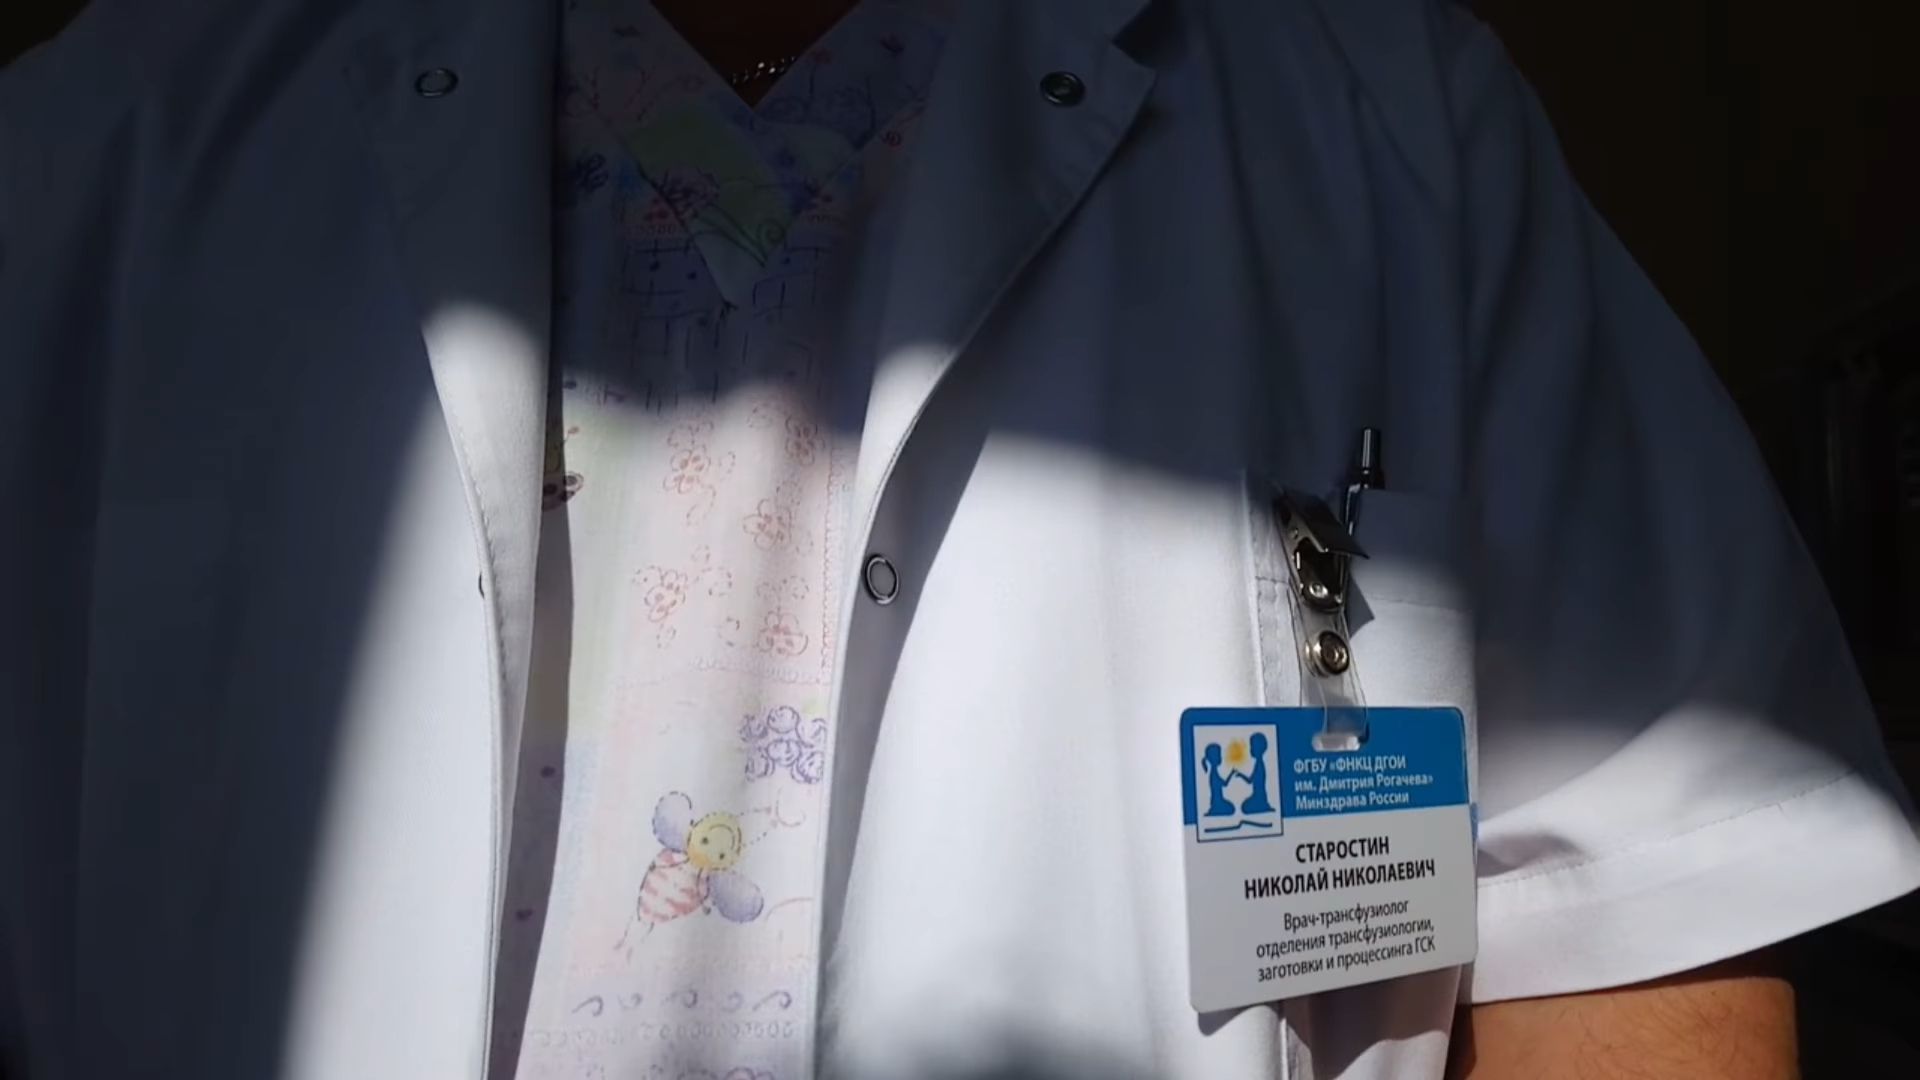 ФГБУ «ФНКЦ ДГОИ
им. Дмитрия Рогачева»
Минздрава России
СТАРОСТИН
НИКОЛАЙ НИКОЛАЕВИЧ
Врач-трансфузиолог
отделения трансфузиологии,
заготовки и процессинга ГСК